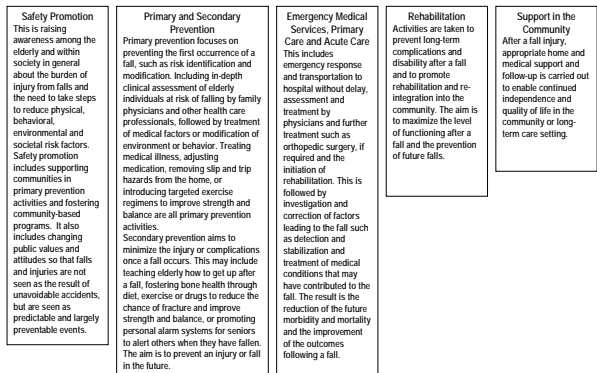 Safety Promotion
This is raising
awareness among the
elderly and within
society in general
about the burden of
injury from falls and
the need to take steps
to reduce physical,
behavioral,
environmental and
societal risk factors.
Safety promotion
includes supporting
communities in
primary prevention
activities and fostering
community-based
programs. It also
includes changing
public values and
attitudes so that falls
and injuries are not
seen as the result of
unavoidable accidents,
but are seen as
predictable and largely
preventable events.
Primary and Secondary
Prevention
Primary prevention focuses on
preventing the first occurrence of a
fall, such as risk identification and
modification. Including in-depth
clinical assessment of elderly
individuals at risk of falling by family
physicians and other health care
professionals, followed by treatment
of medical factors or modification of
environment or behavior. Treating
medical illness, adjusting
medication, removing slip and trip
hazards from the home, or
introducing targeted exercise
regimens to improve strength and
balance are all primary prevention
activities.
Secondary prevention aims to
minimize the injury or complications
once a fall occurs. This may include
teaching elderly how to get up after
a fall, fostering bone health through
diet, exercise or drugs to reduce the
chance of fracture and improve
strength and balance, or promoting
personal alarm systems for seniors
to alert others when they have fallen.
The aim is to prevent an injury or fall
in the future.
Emergency Medical
Services, Primary
Care and Acute Care
This includes
emergency response
and transportation to
hospital without delay,
assessment and
treatment by
physicians and further
treatment such as
orthopedic surgery, if
required and the
initiation of
rehabilitation. This is
followed by
investigation and
correction of factors
leading to the fall such
as detection and
stabilization and
treatment of medical
conditions that may
have contributed to the
fall. The result is the
reduction of the future
morbidity and mortality
and the improvement
of the outcomes
following a fall.
Rehabilitation
Activities are taken to
prevent long-term
complications and
disability after a fall
and to promote
rehabilitation and re-
integration into the
community. The aim is
to maximize the level
of functioning after a
fall and the prevention
of future falls.
Support in the
Community
After a fall injury,
appropriate home and
medical support and
follow-up is carried out
to enable continued
independence and
quality of life in the
community or long-
term care setting.